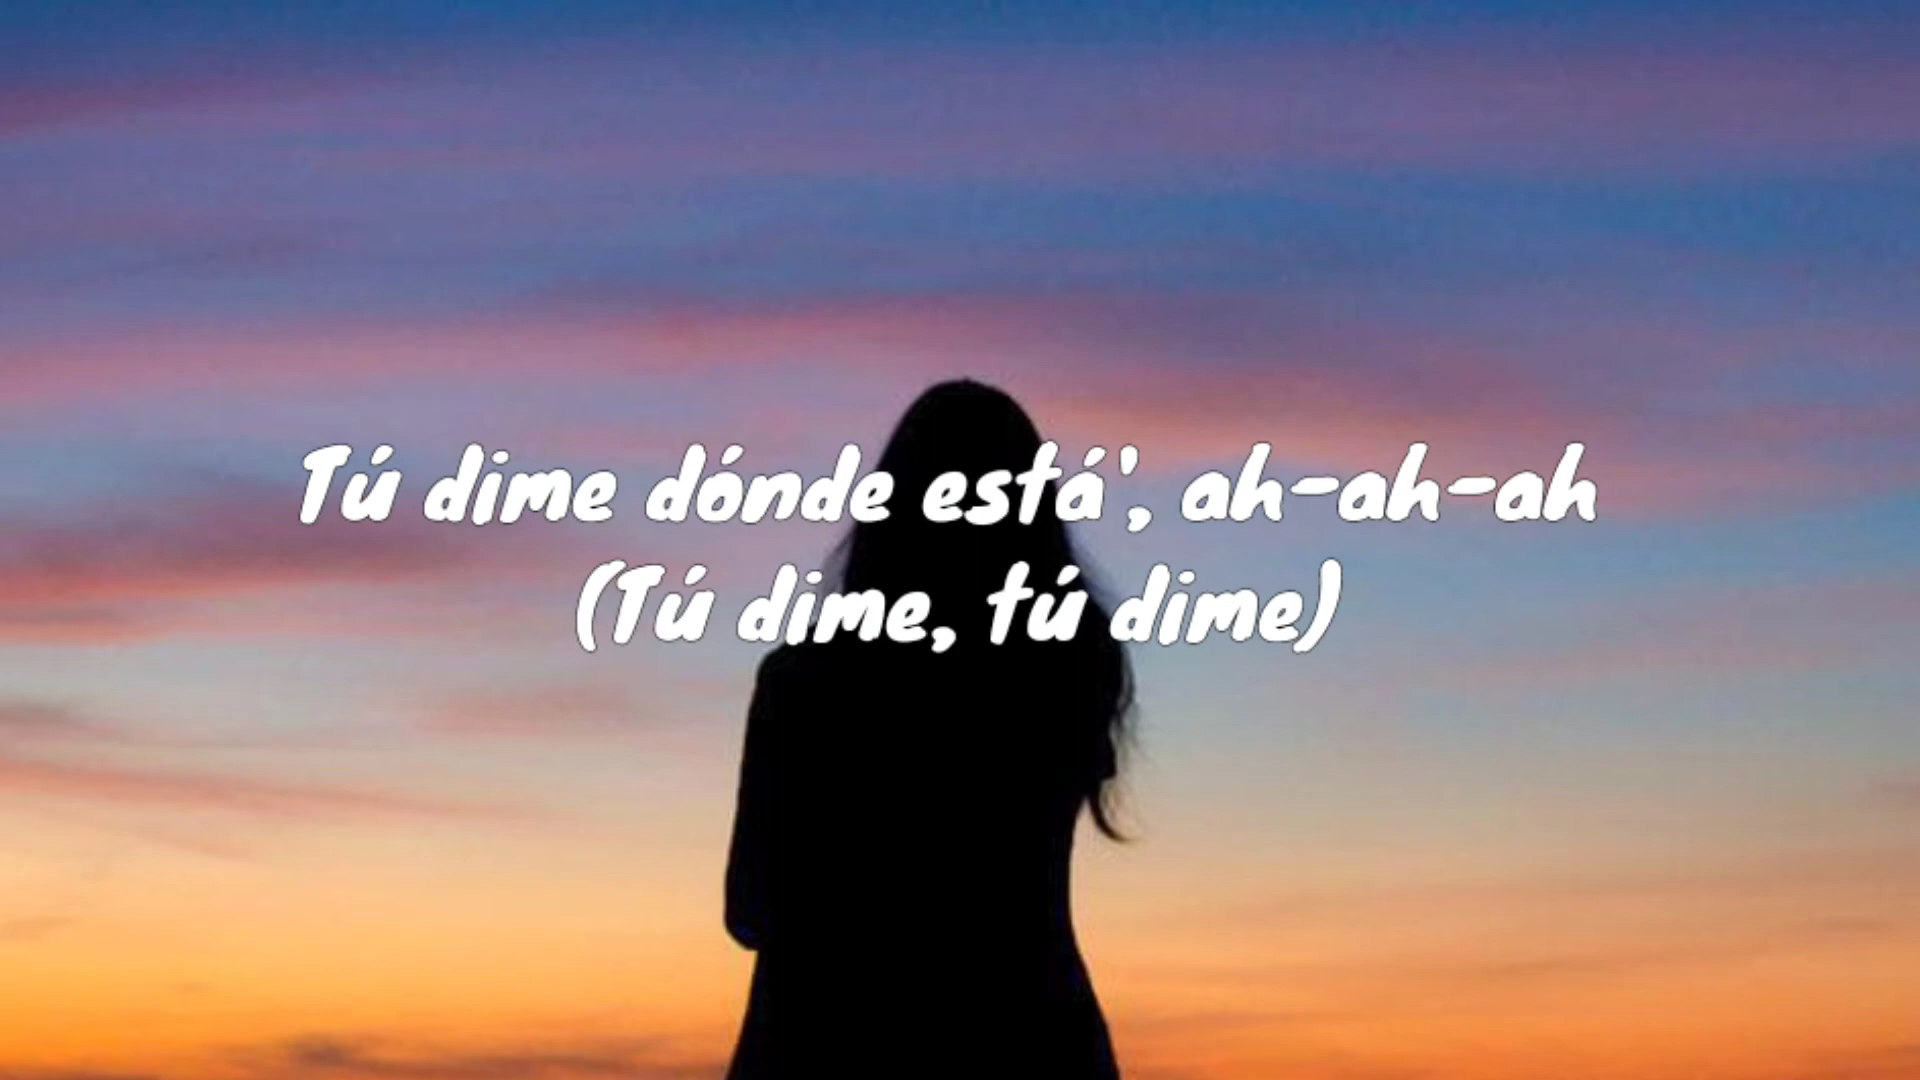 Tú dime dónde está', ah-ah-ah
(Tú dime, tú dime)